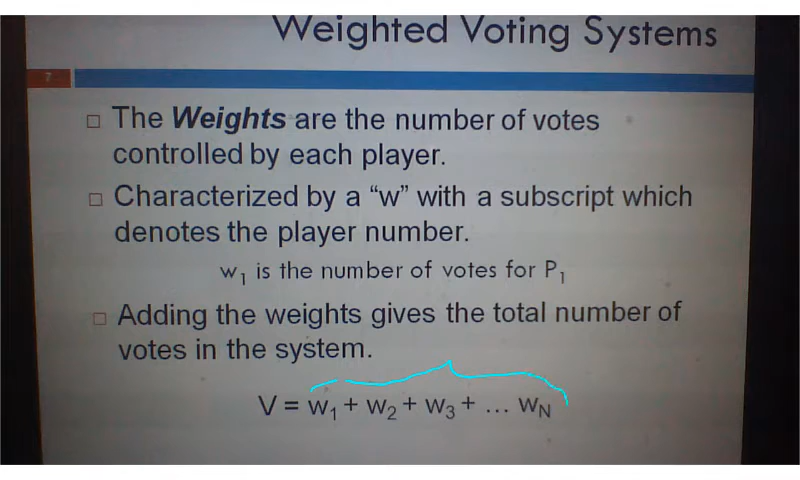 Weighted Voting Systems
7
□ The Weights are the number of votes
controlled by each player.
□ Characterized by a “w” with a subscript which
denotes the player number.
w₁ is the number of votes for P₁
□ Adding the weights gives the total number of
votes in the system.
V = w₁ + w₂ + w₃ + … wN